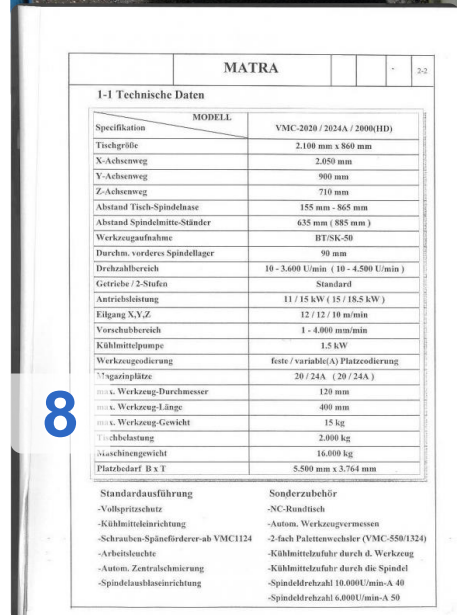 MATRA - 2-2
1-1 Technische Daten
MODELL
Specifikation VMC-2020 / 2024A / 2000(HD)
Tischgröße 2.100 mm x 860 mm
X-Achsenweg 2.050 mm
Y-Achsenweg 900 mm
Z-Achsenweg 710 mm
Abstand Tisch-Spindelnase 155 mm - 865 mm
Abstand Spindelmitte-Ständer 635 mm ( 885 mm )
Werkzeugaufnahme BT/SK-50
Durchm. vorderes Spindellager 90 mm
Drehzahlbereich 10 - 3.600 U/min ( 10 - 4.500 U/min )
Getriebe / 2-Stufen Standard
Antriebsleistung 11 / 15 kW ( 15 / 18.5 kW )
Eilgang X,Y,Z 12 / 12 / 10 m/min
Vorschubbereich 1 - 4.000 mm/min
Kühlmittelpumpe 1.5 kW
Werkzeugcodierung feste / variable(A) Platzcodierung
Magazinplätze 20 / 24A ( 20 / 24A )
max. Werkzeug-Durchmesser 120 mm
max. Werkzeug-Länge 400 mm
max. Werkzeug-Gewicht 15 kg
Tischbelastung 2.000 kg
Maschinengewicht 16.000 kg
Platzbedarf B x T 5.500 mm x 3.764 mm
8
Standardausführung Sonderzubehör
-Vollspritzschutz -NC-Rundtisch
-Kühlmitteleinrichtung -Autom. Werkzeugvermessen
-Schrauben-Späneförderer-ab VMC1124 -2-fach Palettenwechsler (VMC-550/1324)
-Arbeitsleuchte -Kühlmittelzufuhr durch d. Werkzeug
-Autom. Zentralschmierung -Kühlmittelzufuhr durch die Spindel
-Spindelausblaseinrichtung -Spindeldrehzahl 10.000U/min-A 40
-Spindeldrehzahl 6.000U/min-A 50